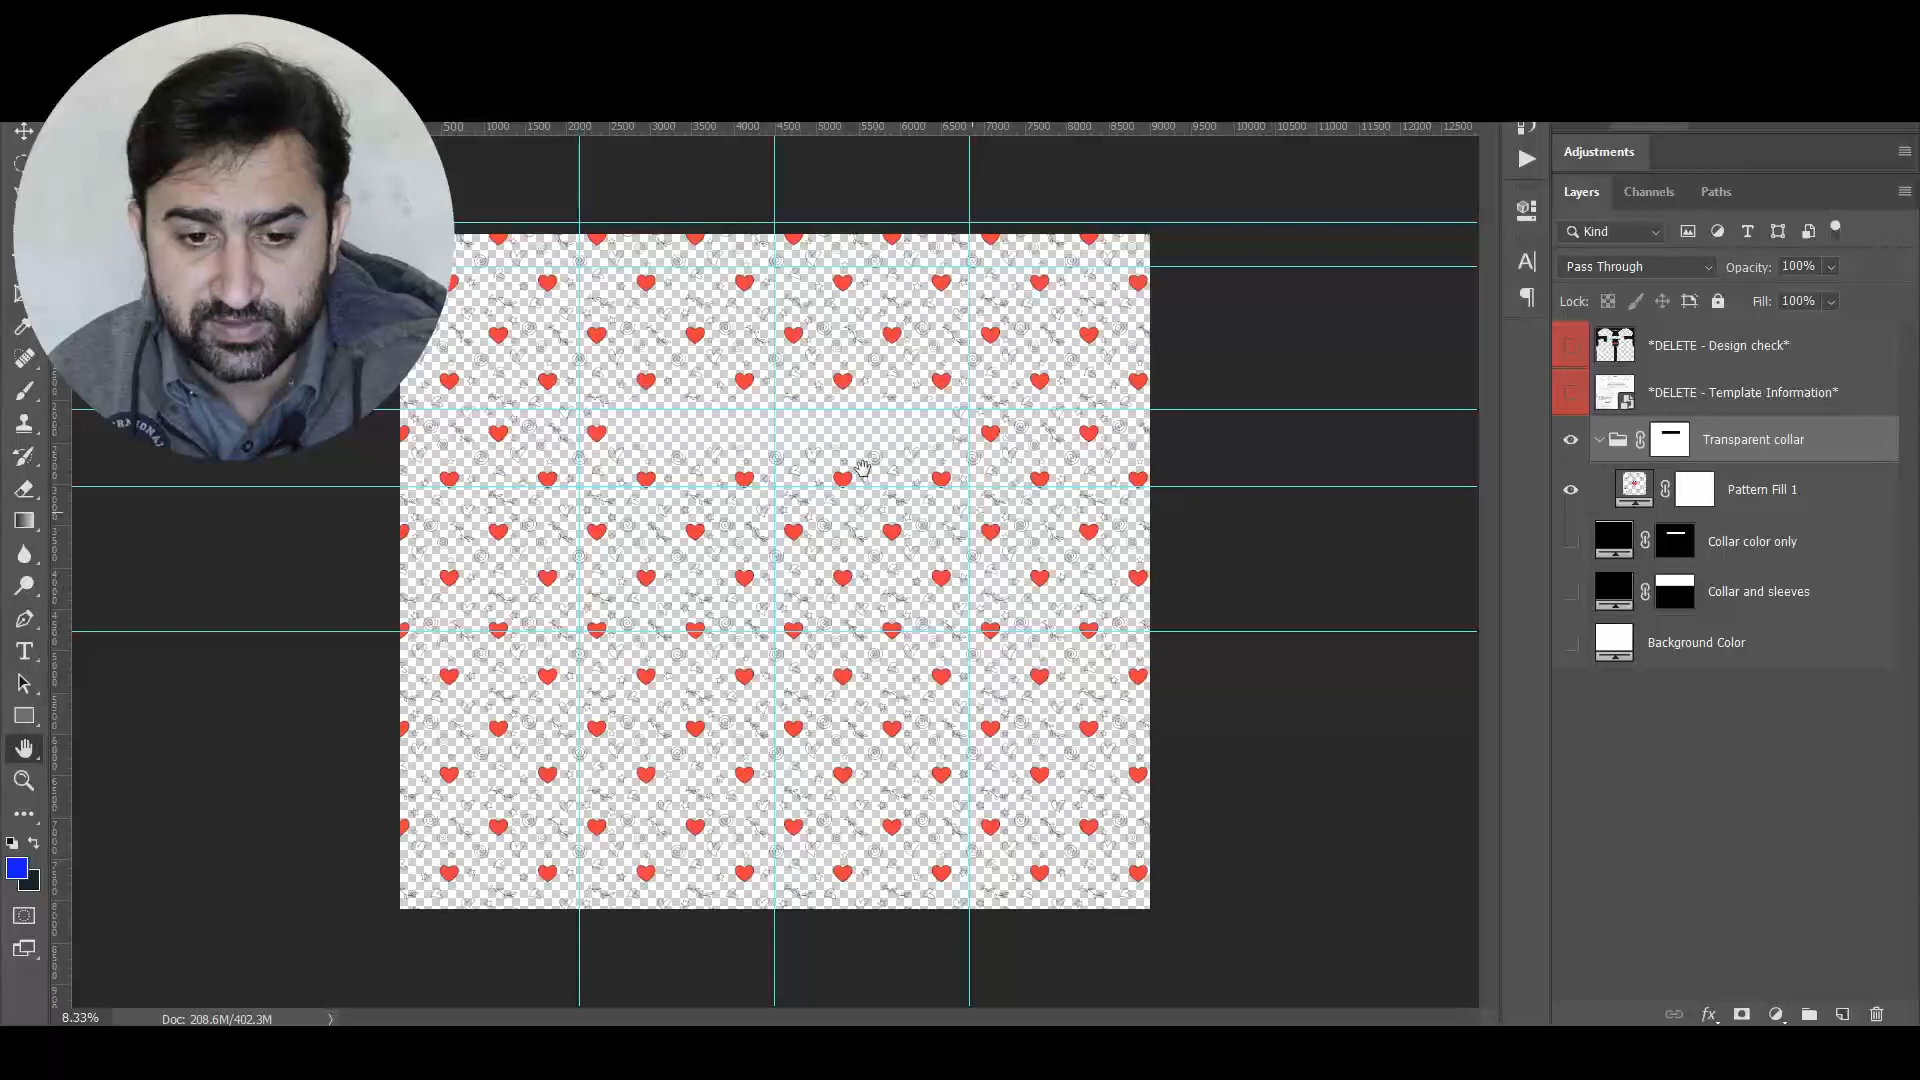 500 1000 1500 2000 2500 3000 3500 4000 4500 5000 5500 6000 6500 7000 7500 8000 8500 9000 10000 10500 11000 11500 12000 12500
Adjustments
Layers Channels Paths
Kind
Pass Through Opacity: 100%
Lock: Fill: 100%
*DELETE - Design check*
*DELETE - Template Information*
Transparent collar
Pattern Fill 1
Collar color only
Collar and sleeves
Background Color
8.33% Doc: 208.6M/402.3M